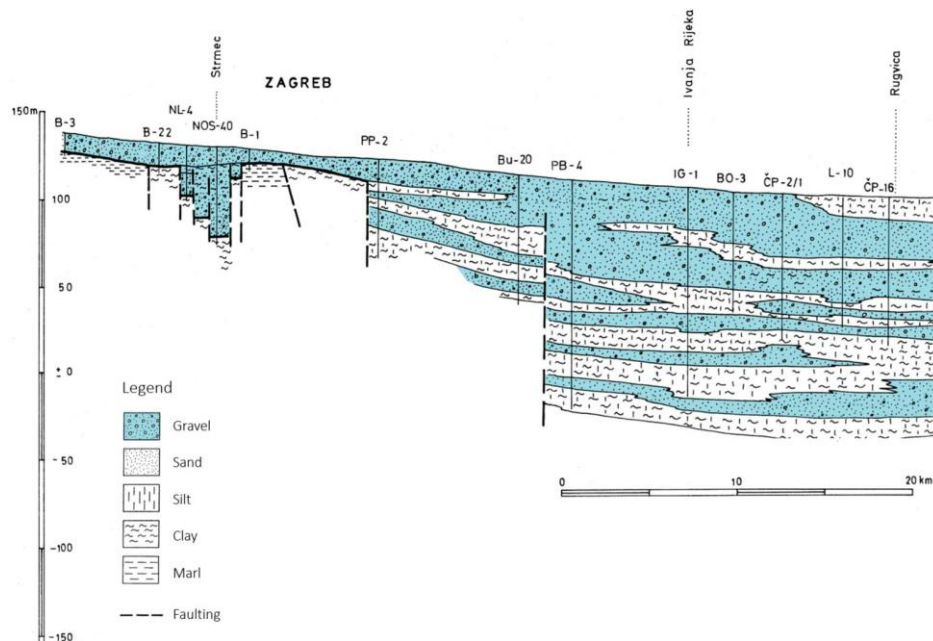 Strmec
ZAGREB
Ivanja Rijeka
Rugvica
150m
B-3
B-22
NL-4
NOS-40
B-1
PP-2
Bu-20
PB-4
IG-1
BO-3
ČP-2/1
L-10
ČP-16
100
50
± 0
-50
-100
-150
Legend
Gravel
Sand
Silt
Clay
Marl
Faulting
0 10 20 km